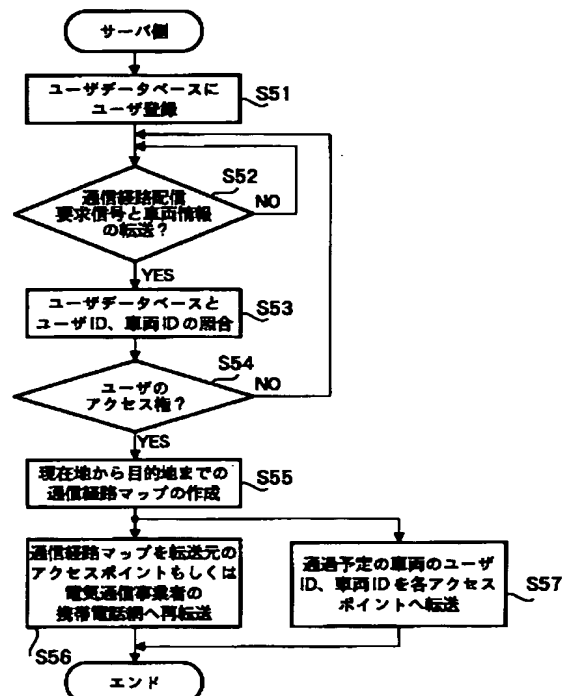 サーバ側
ユーザデータベースに
ユーザ登録
S51
通信経路配信
要求信号と車両情報
の転送?
S52
NO
YES
ユーザデータベースと
ユーザID、車両IDの照合
S53
ユーザの
アクセス権?
S54
NO
YES
現在地から目的地までの
通信経路マップの作成
S55
通信経路マップを転送元の
アクセスポイントもしくは
電気通信事業者の
携帯電話網へ再転送
S56
通過予定の車両のユーザ
ID、車両IDを各アクセス
ポイントへ転送
S57
エンド